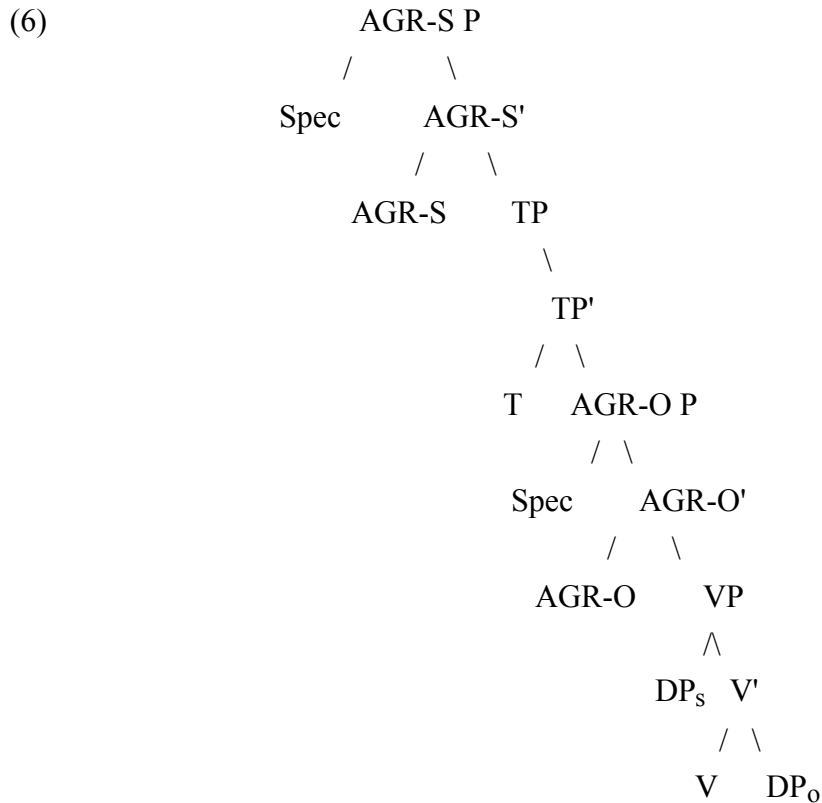 (6) AGR-S P
/ \
Spec AGR-S'
/ \
AGR-S TP
\
TP'
/ \
T AGR-O P
/ \
Spec AGR-O'
/ \
AGR-O VP
/\
DPs V'
/ \
V DPo